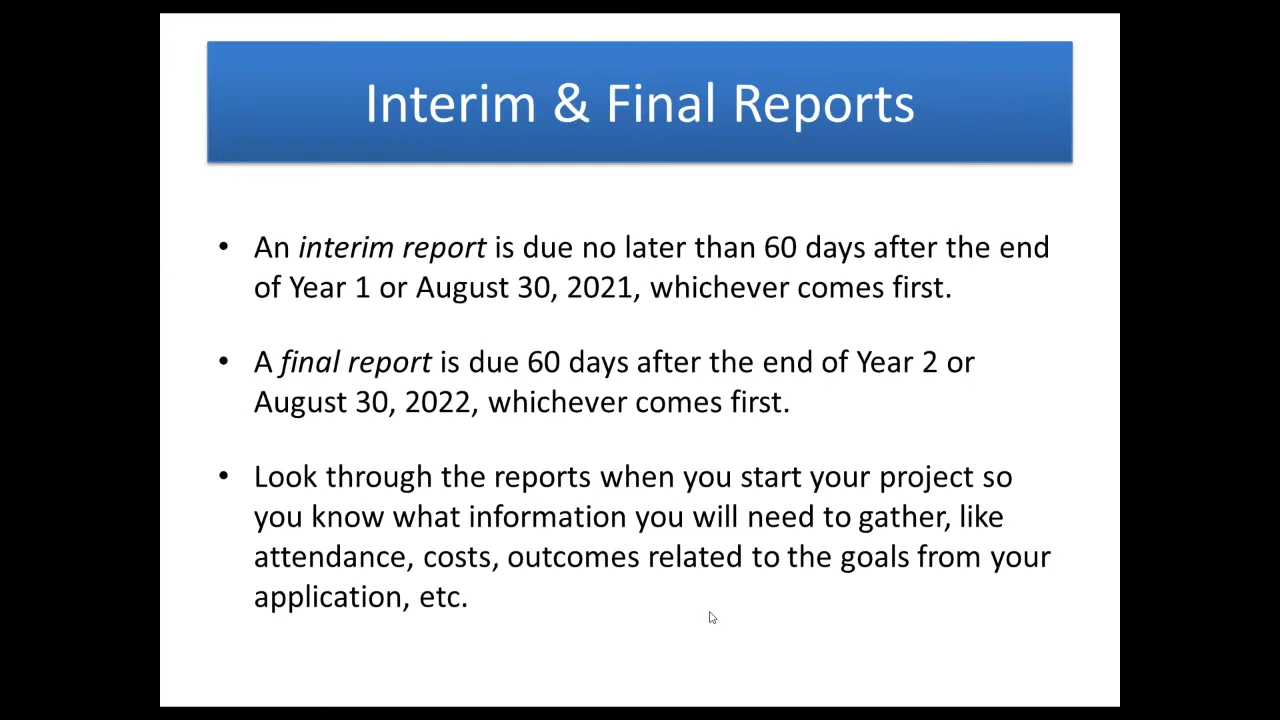 Interim & Final Reports
• An interim report is due no later than 60 days after the end
of Year 1 or August 30, 2021, whichever comes first.
• A final report is due 60 days after the end of Year 2 or
August 30, 2022, whichever comes first.
• Look through the reports when you start your project so
you know what information you will need to gather, like
attendance, costs, outcomes related to the goals from your
application, etc.